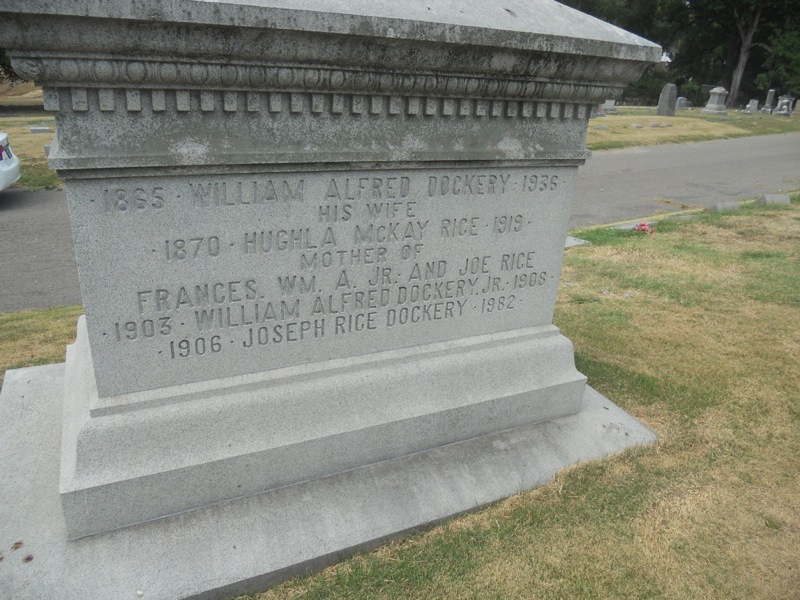 · 1865 · WILLIAM ALFRED DOCKERY · 1936 ·
HIS WIFE
· 1870 · HUGHLA MCKAY RICE · 1919 ·
MOTHER OF
FRANCES, WM. A. JR. AND JOE RICE
· 1903 · WILLIAM ALFRED DOCKERY, JR. · 1908 ·
· 1906 · JOSEPH RICE DOCKERY · 1982 ·